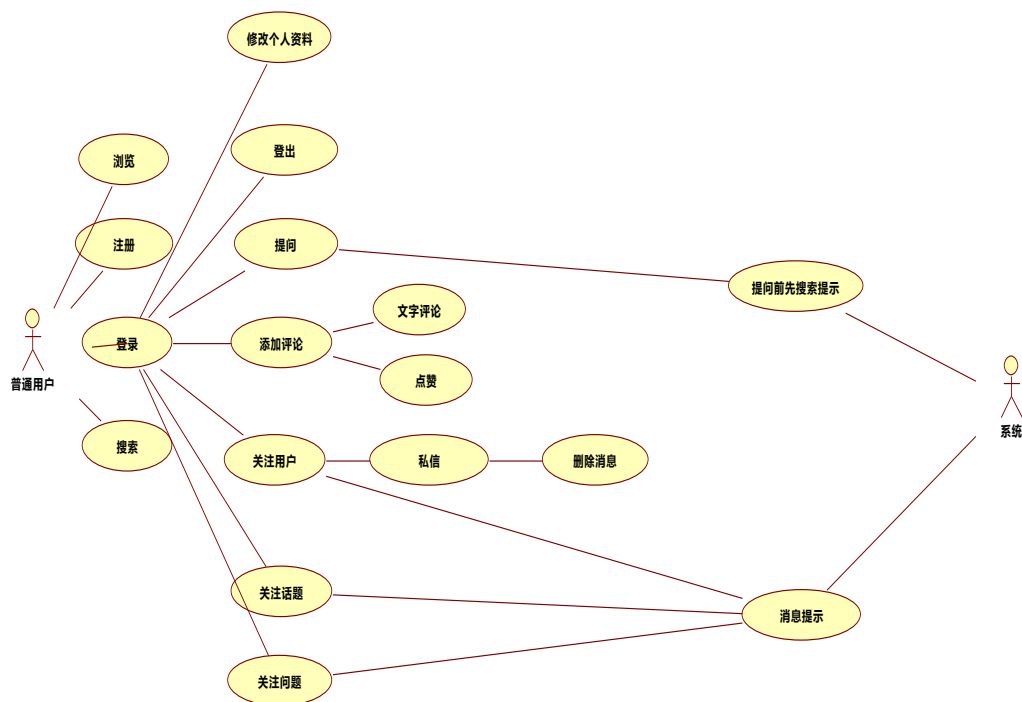 修改个人资料
浏览
登出
注册
提问
提问前先搜索提示
文字评论
登录
添加评论
普通用户
点赞
系统
搜索
关注用户
私信
删除消息
关注话题
消息提示
关注问题